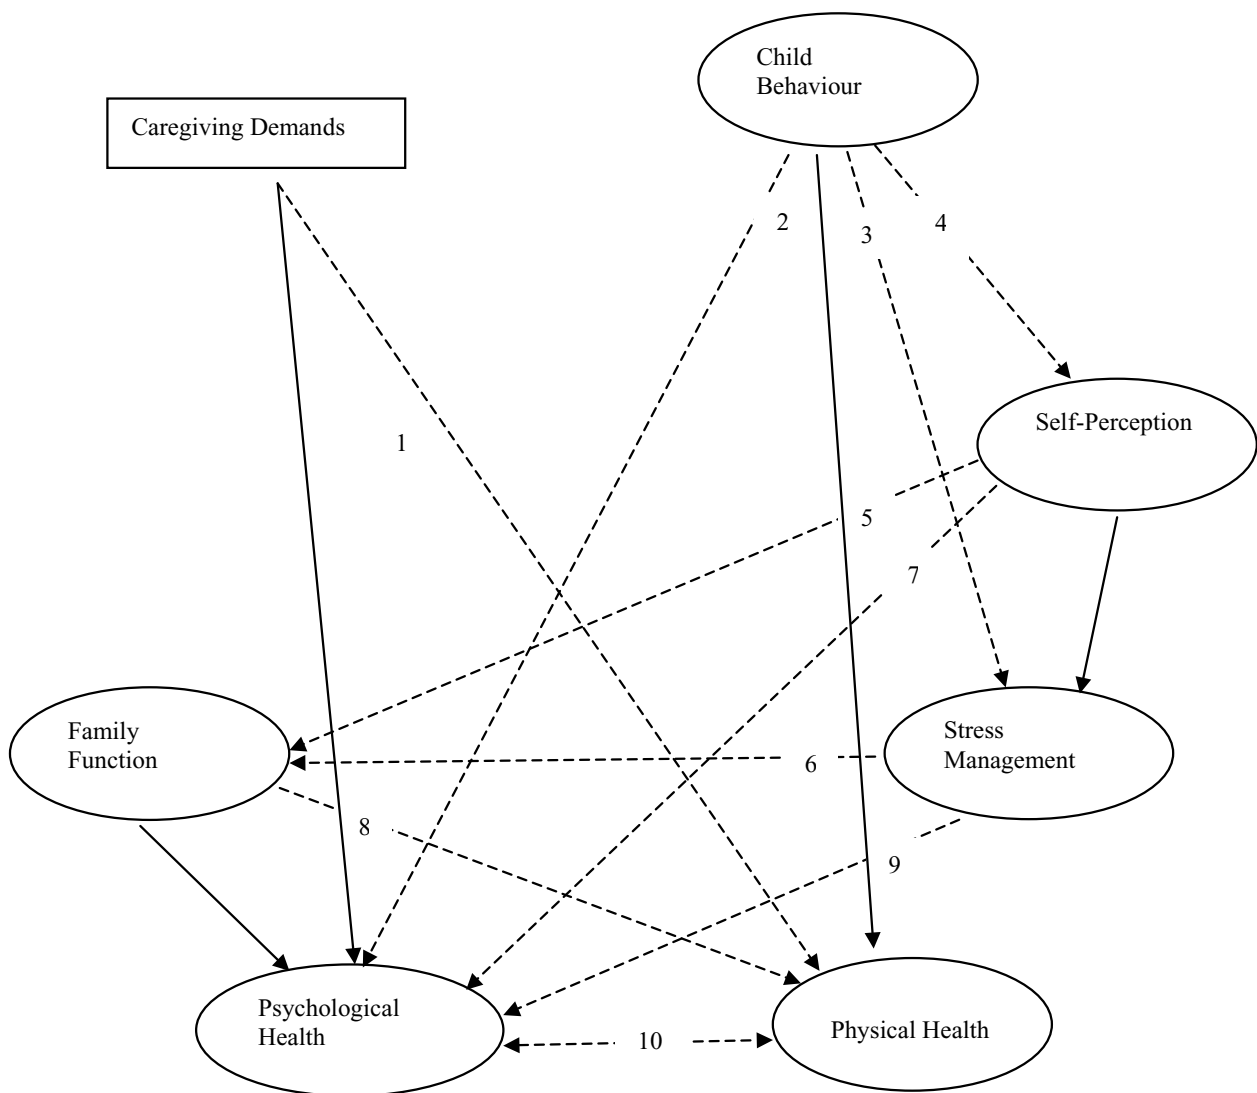 Child
Behaviour
Caregiving Demands
2
3
4
1
Self-Perception
5
7
Family
Function
Stress
Management
6
8
9
Psychological
Health
Physical Health
10